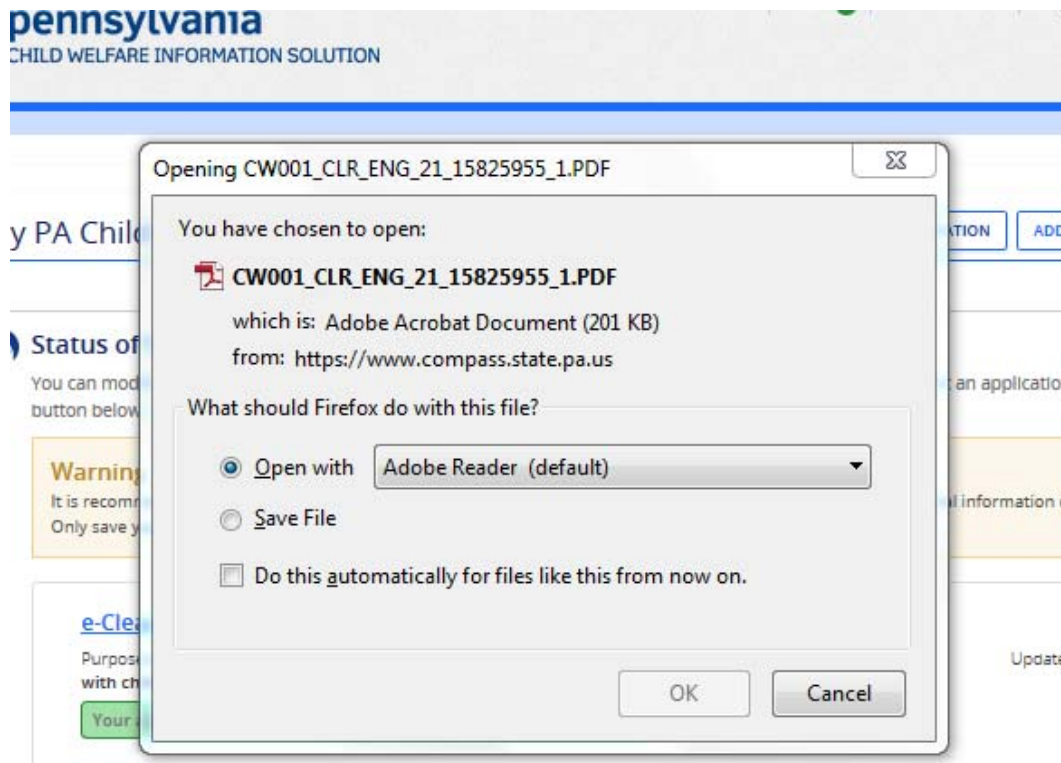 pennsylvania
CHILD WELFARE INFORMATION SOLUTION
Opening CW001_CLR_ENG_21_15825955_1.PDF
y PA Chil
ATION
ADD
You have chosen to open:
CW001_CLR_ENG_21_15825955_1.PDF
which is: Adobe Acrobat Document (201 KB)
from: https://www.compass.state.pa.us
Status of
You can mod
an applicatio
button below
What should Firefox do with this file?
Open with
Adobe Reader (default)
Warning
It is recomm
l information
Only save y
Save File
Do this automatically for files like this from now on.
e-Clea
Purpose
Update
with ch
Your a
OK
Cancel